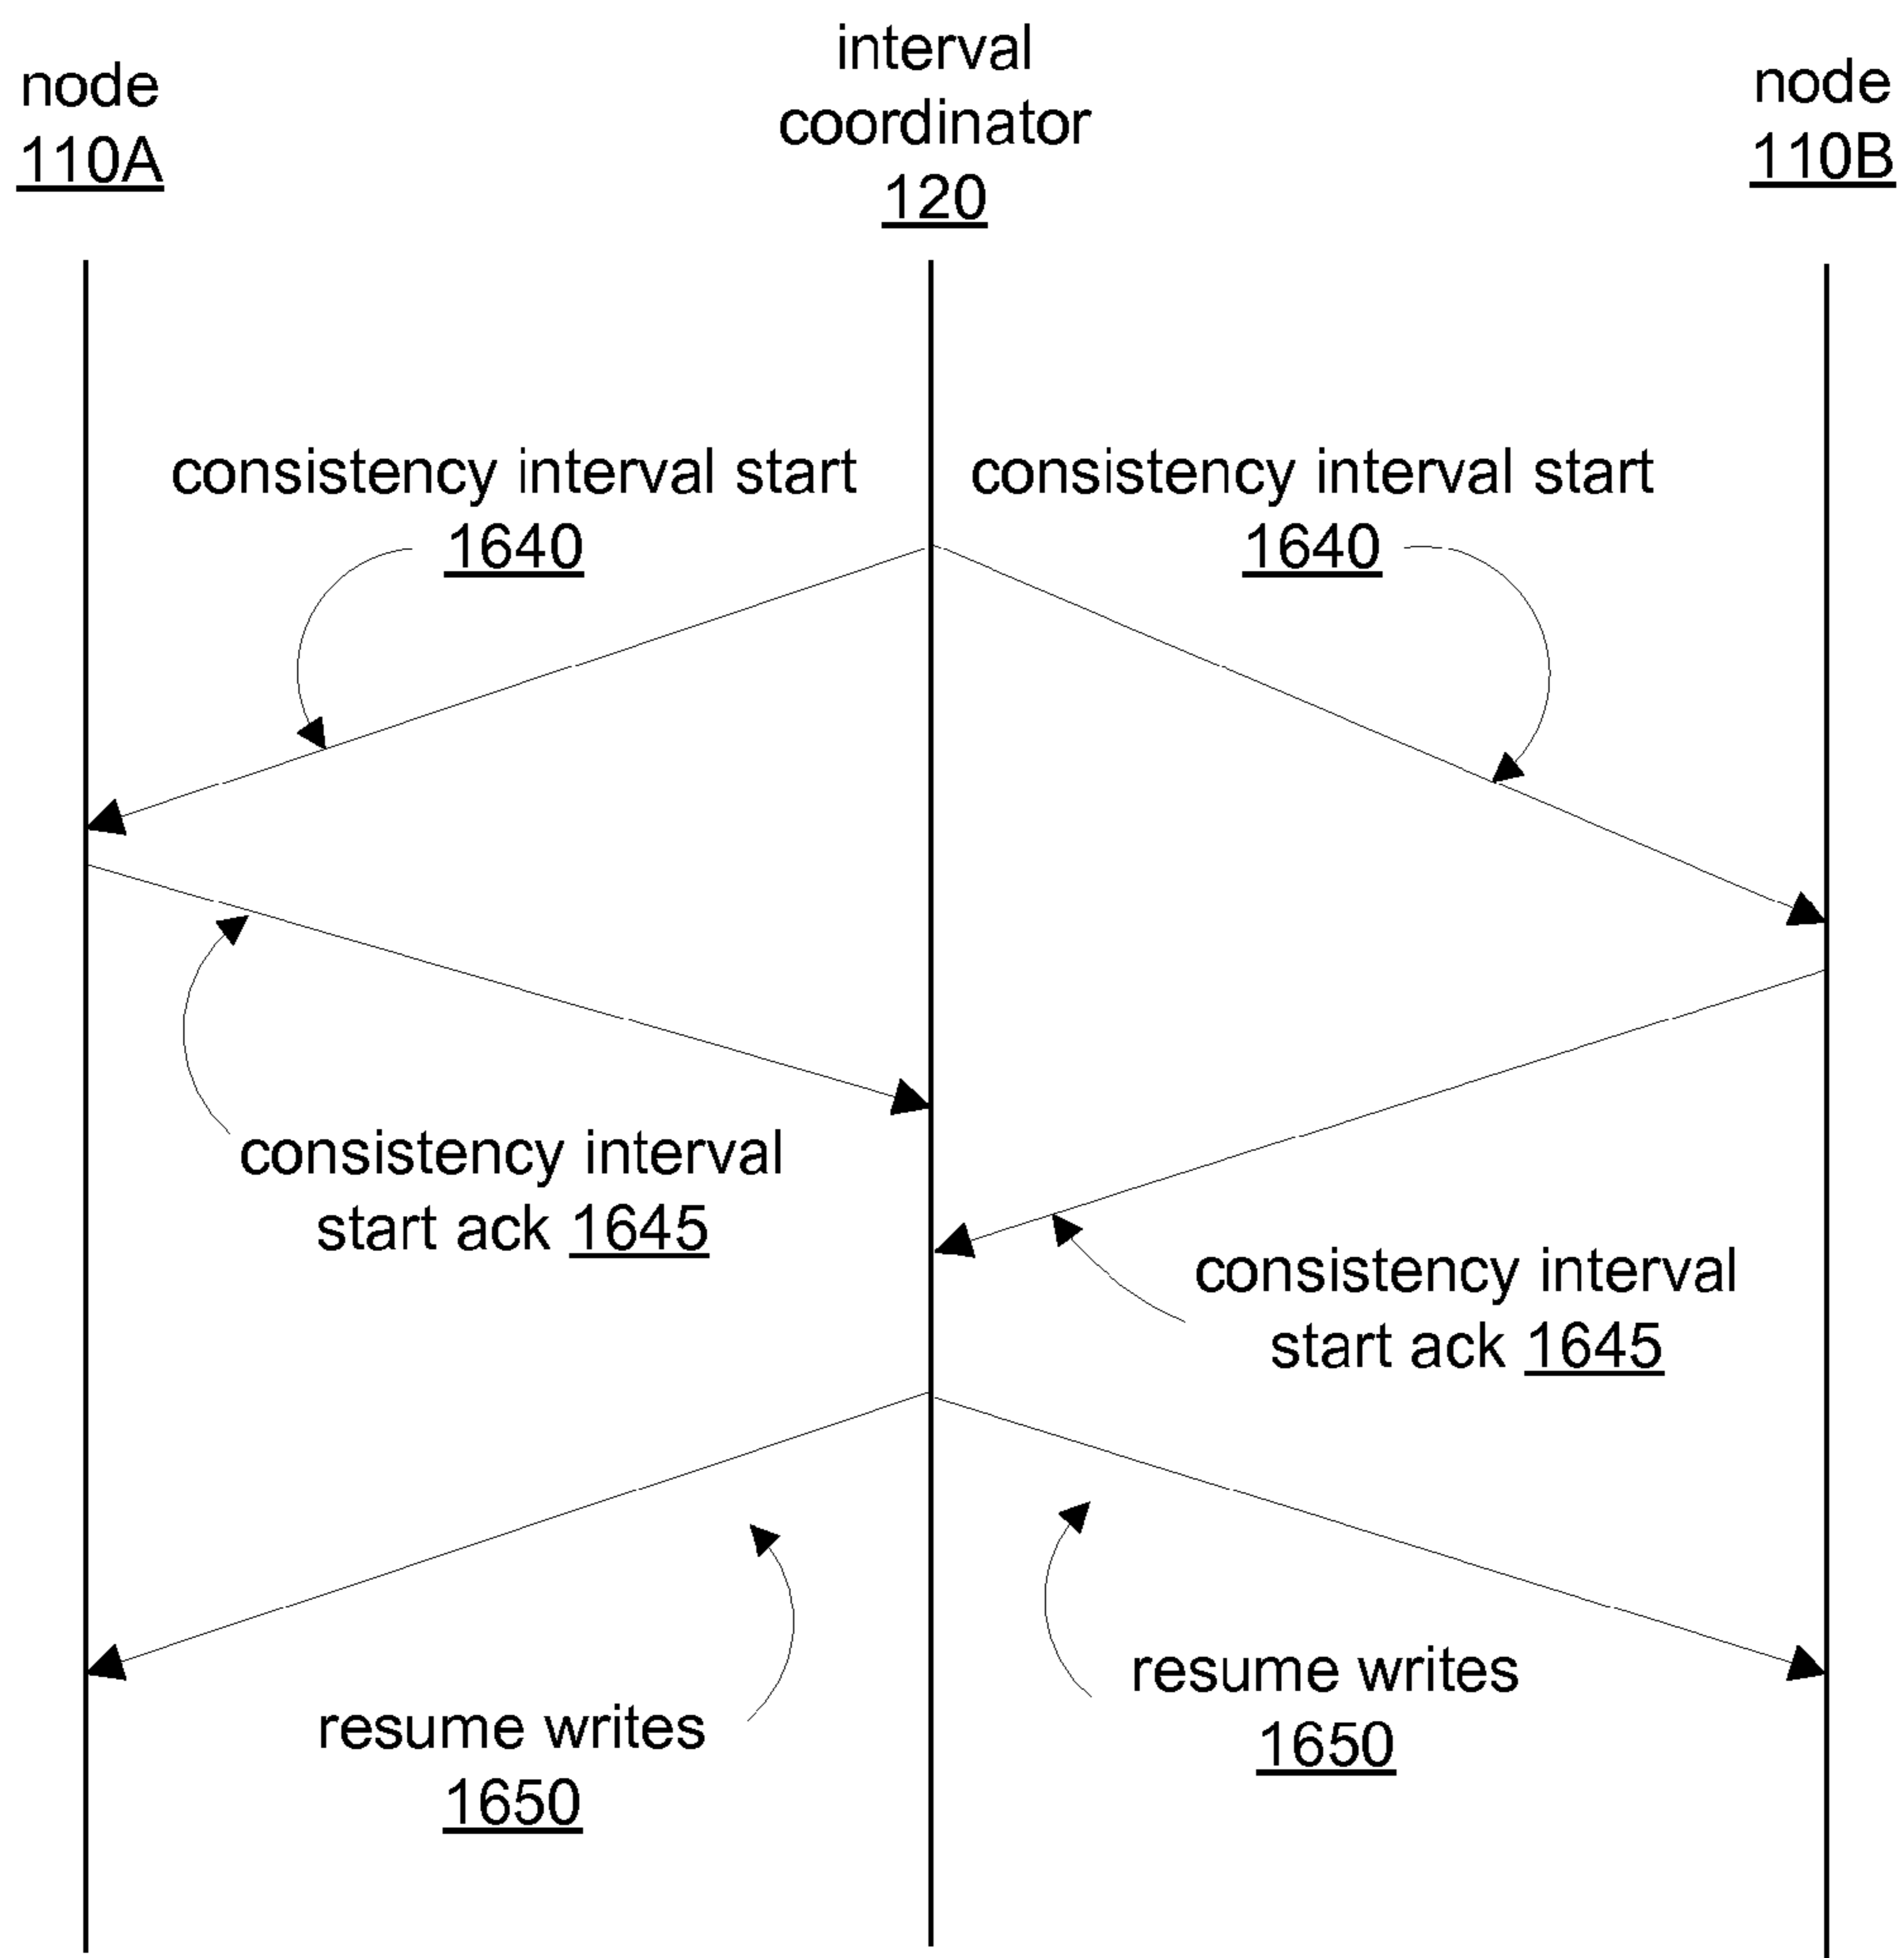 node
110A
interval
coordinator
120
node
110B
consistency interval start
1640
consistency interval start
1640
consistency interval
start ack 1645
consistency interval
start ack 1645
resume writes
1650
resume writes
1650